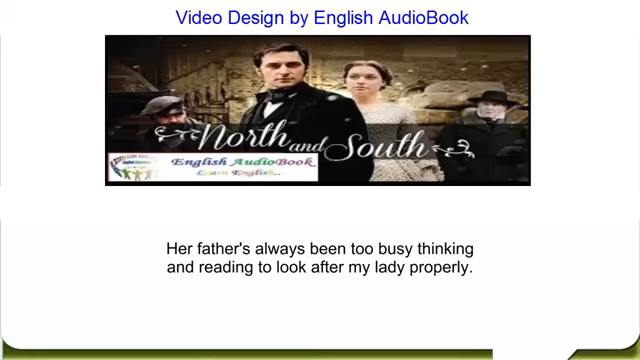 Video Design by English AudioBook
North and South
English AudioBook
Learn English...
Her father's always been too busy thinking
and reading to look after my lady properly.